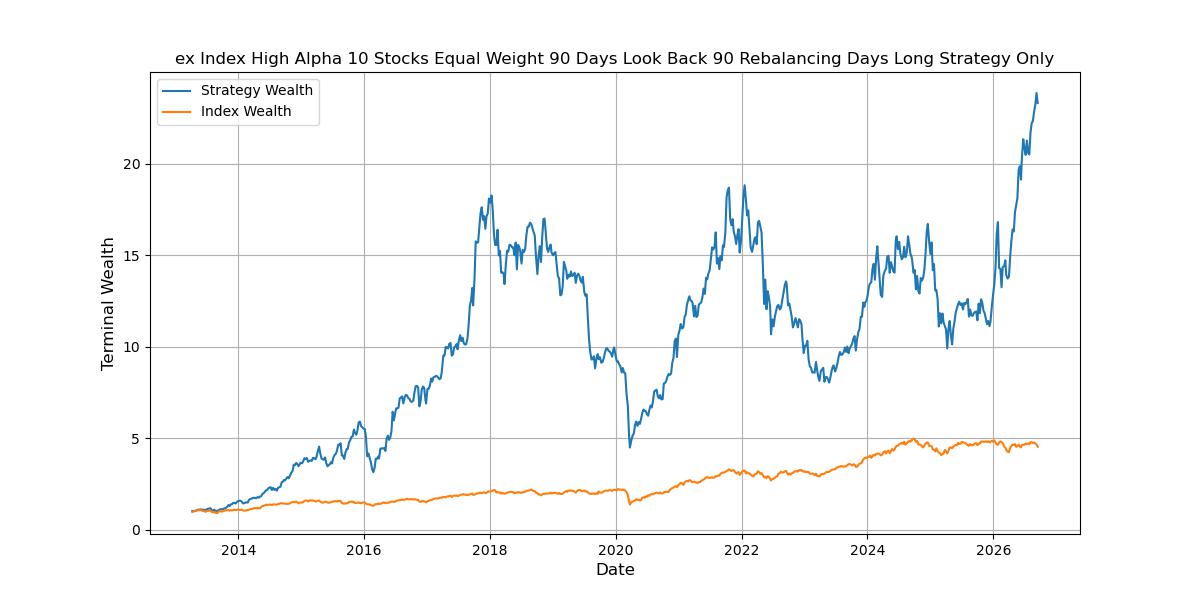 ex Index High Alpha 10 Stocks Equal Weight 90 Days Look Back 90 Rebalancing Days Long Strategy Only
Strategy Wealth
Index Wealth
Terminal Wealth
20
15
10
5
0
2014 2016 2018 2020 2022 2024 2026
Date